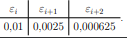 ε_i | ε_{i+1} | ε_{i+2}
0,01 | 0,0025 | 0.000625 .